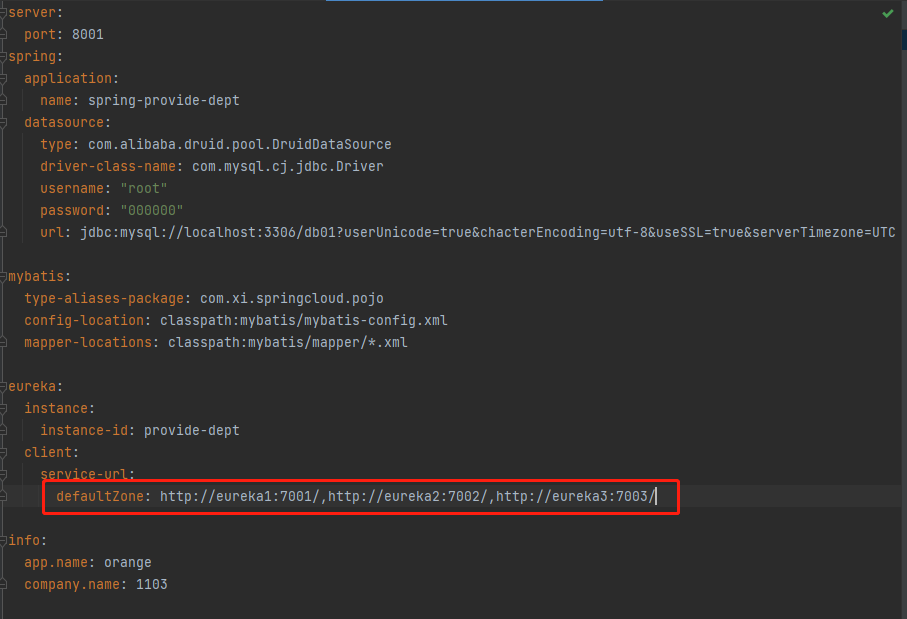 server:
  port: 8001
spring:
  application:
    name: spring-provide-dept
  datasource:
    type: com.alibaba.druid.pool.DruidDataSource
    driver-class-name: com.mysql.cj.jdbc.Driver
    username: "root"
    password: "000000"
    url: jdbc:mysql://localhost:3306/db01?userUnicode=true&chacterEncoding=utf-8&useSSL=true&serverTimezone=UTC
mybatis:
  type-aliases-package: com.xi.springcloud.pojo
  config-location: classpath:mybatis/mybatis-config.xml
  mapper-locations: classpath:mybatis/mapper/*.xml
eureka:
  instance:
    instance-id: provide-dept
  client:
    service-url:
      defaultZone: http://eureka1:7001/,http://eureka2:7002/,http://eureka3:7003/
info:
  app.name: orange
  company.name: 1103